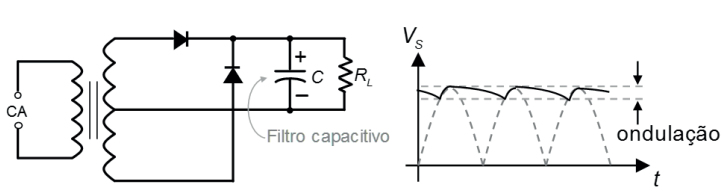 CA
+
−
C
R_L
Filtro capacitivo
V_S
ondulação
t